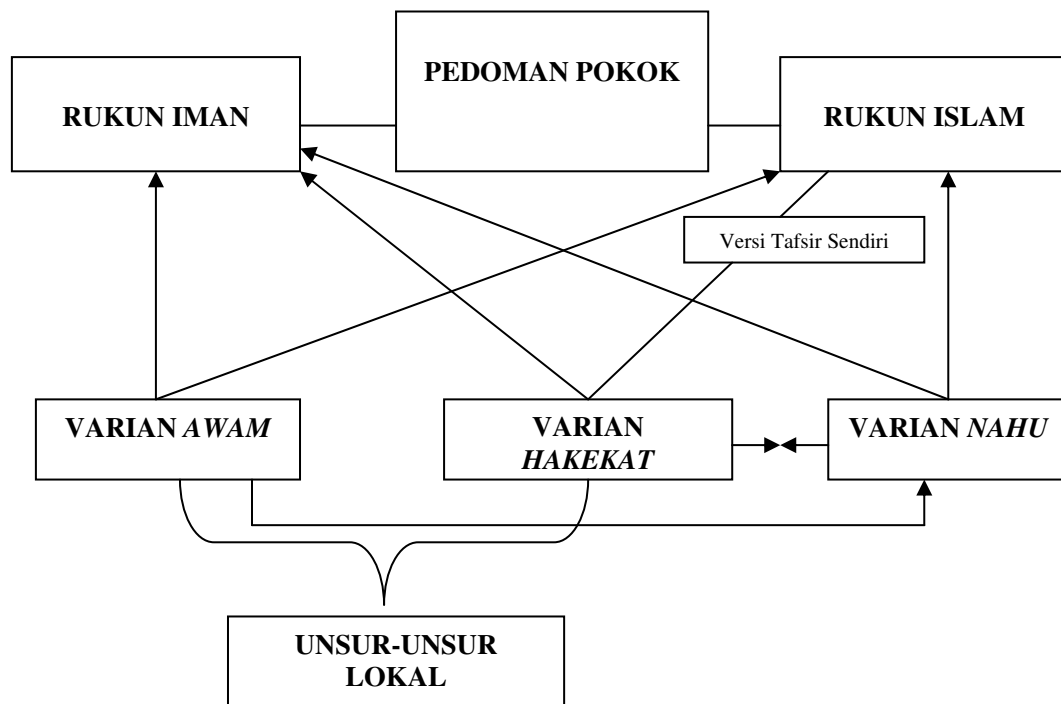 PEDOMAN POKOK
RUKUN IMAN
RUKUN ISLAM
Versi Tafsir Sendiri
VARIAN AWAM
VARIAN
HAKEKAT
VARIAN NAHU
UNSUR-UNSUR
LOKAL